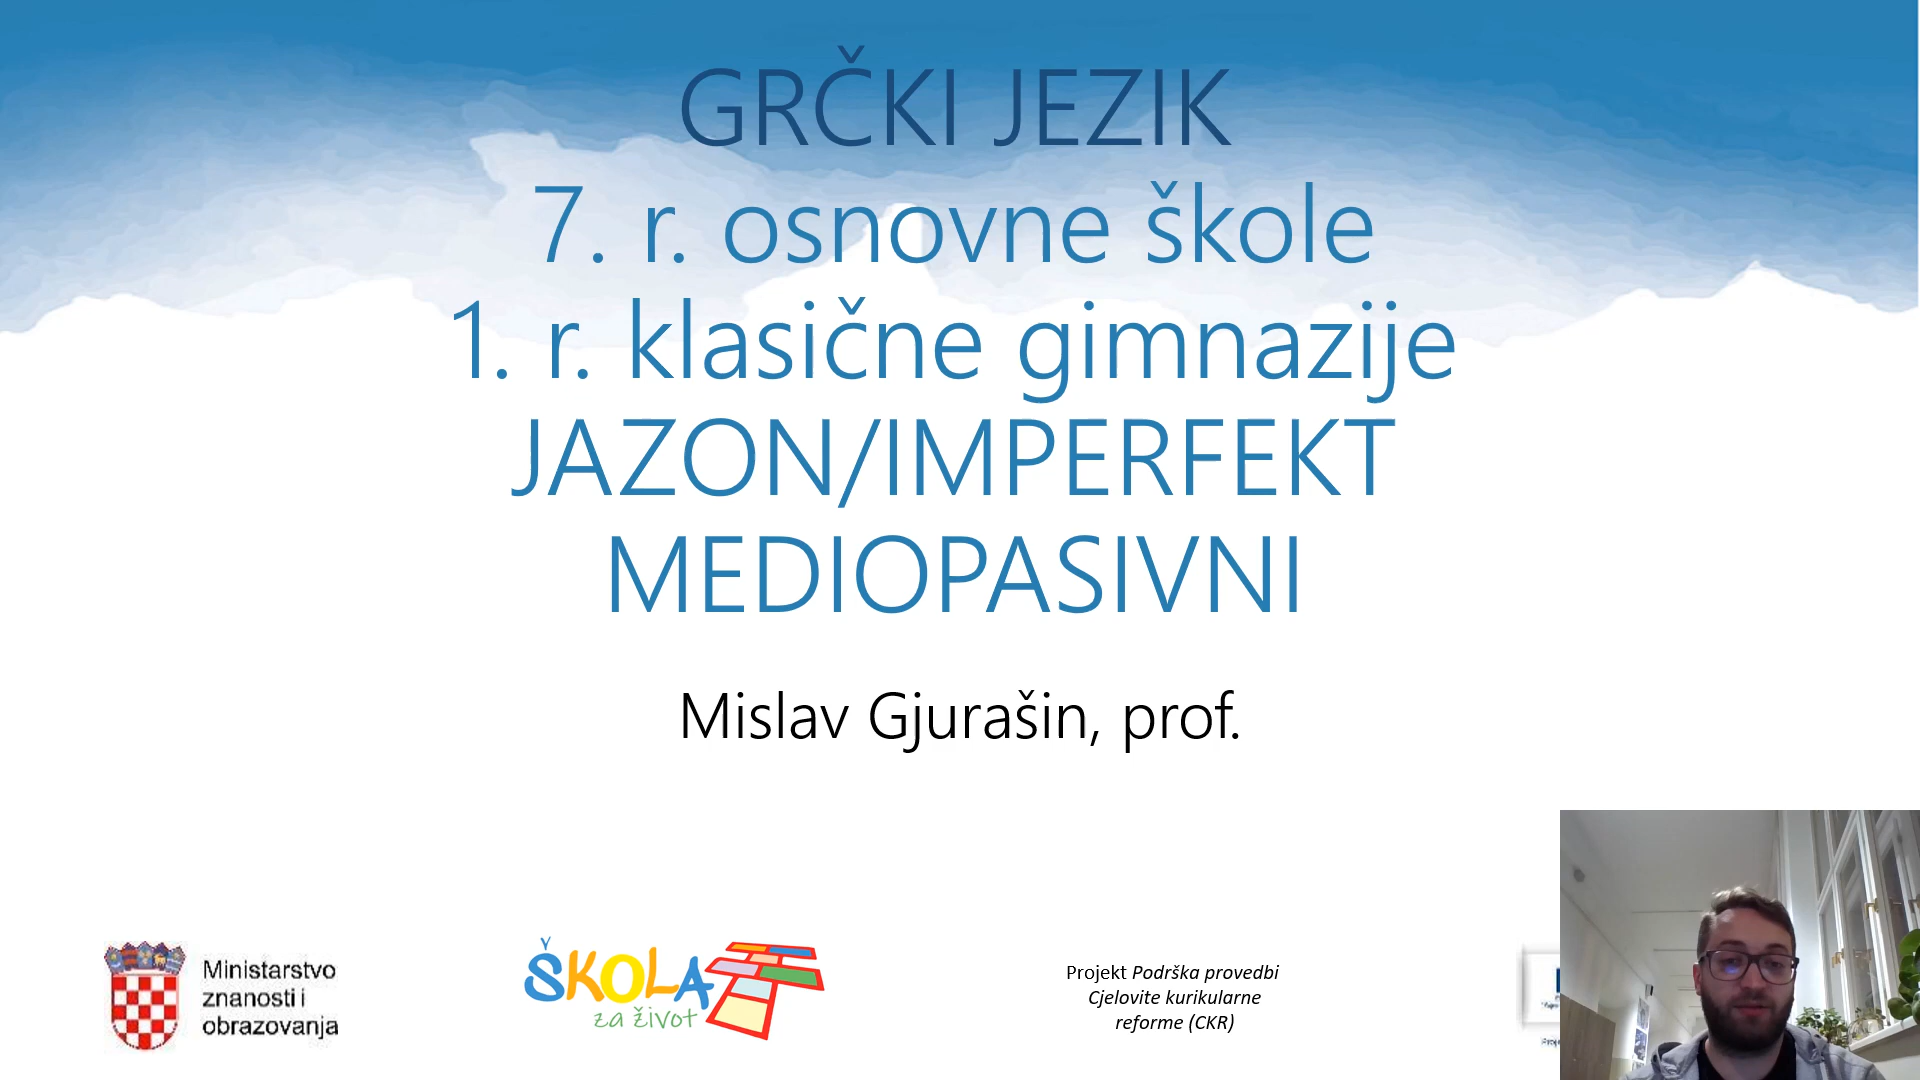 GRČKI JEZIK
7. r. osnovne škole
1. r. klasične gimnazije
JAZON/IMPERFEKT
MEDIOPASIVNI
Mislav Gjurašin, prof.
Ministarstvo
znanosti i
obrazovanja
ŠKOLA
za život
Projekt Podrška provedbi
Cjelovite kurikularne
reforme (CKR)